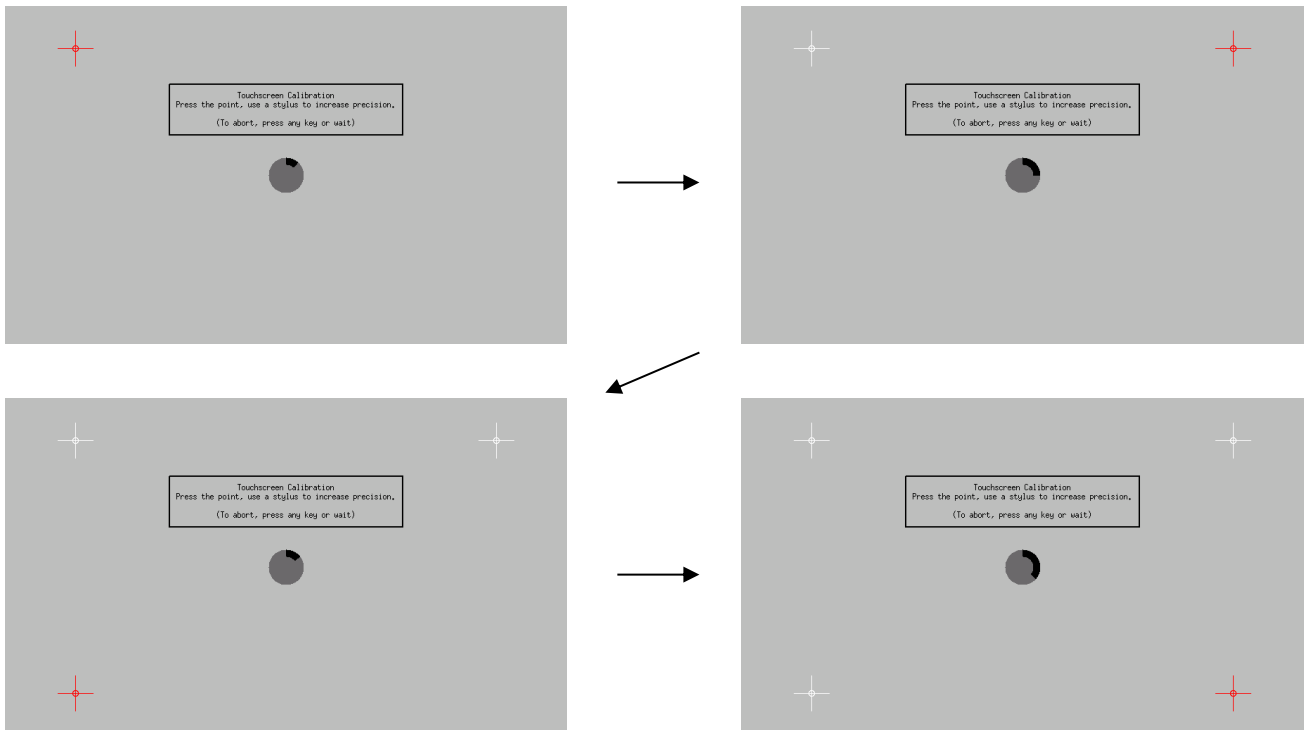 Touchscreen Calibration
Press the point, use a stylus to increase precision.
(To abort, press any key or wait)
Touchscreen Calibration
Press the point, use a stylus to increase precision.
(To abort, press any key or wait)
Touchscreen Calibration
Press the point, use a stylus to increase precision.
(To abort, press any key or wait)
Touchscreen Calibration
Press the point, use a stylus to increase precision.
(To abort, press any key or wait)